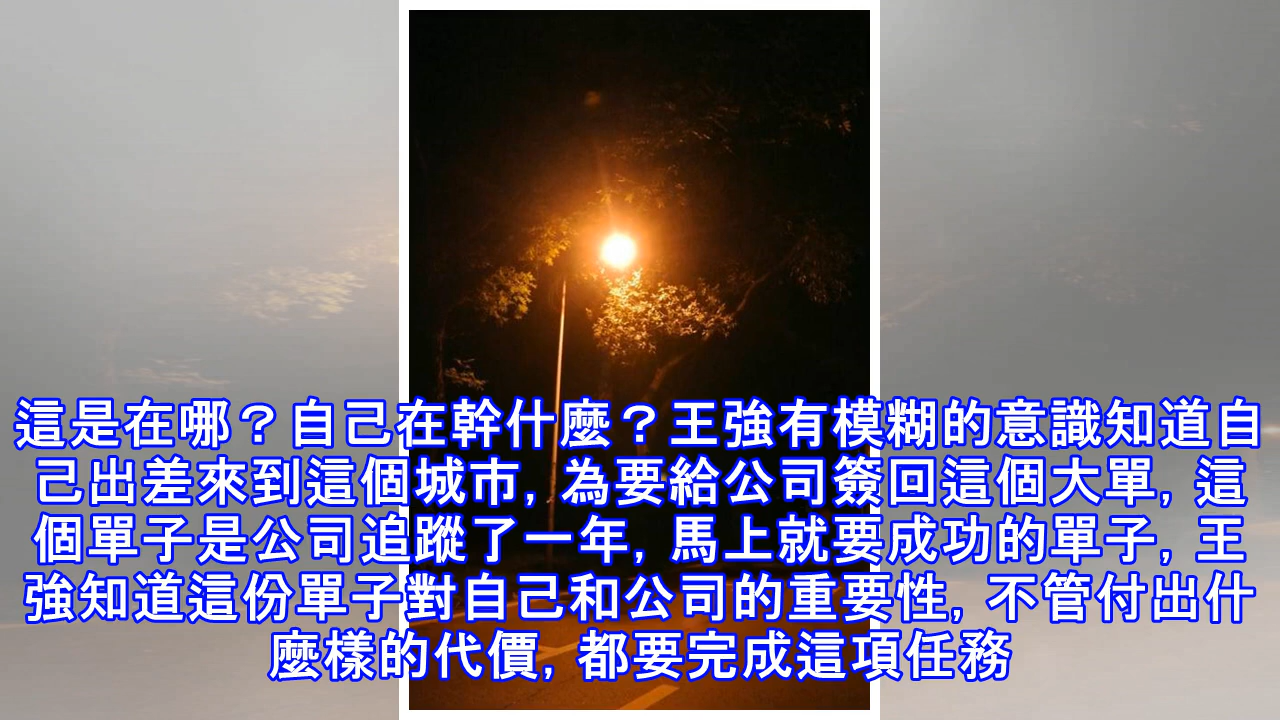 這是在哪？自己在幹什麼？王強有模糊的意識知道自
己出差來到這個城市, 為要給公司簽回這個大單, 這
個單子是公司追蹤了一年, 馬上就要成功的單子, 王
強知道這份單子對自己和公司的重要性, 不管付出什
麼樣的代價, 都要完成這項任務